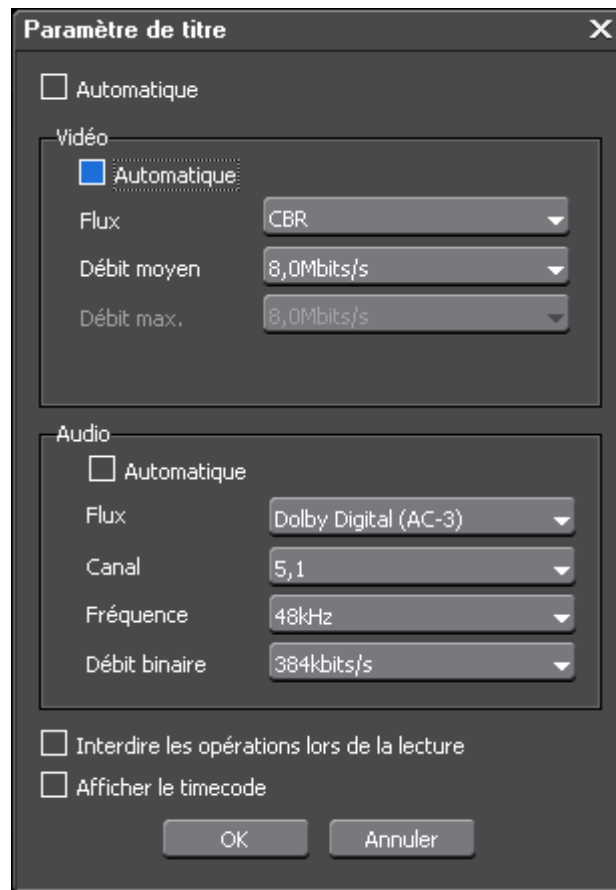 Paramètre de titre
Automatique
Vidéo
Automatique
Flux CBR
Débit moyen 8,0Mbits/s
Débit max. 8,0Mbits/s
Audio
Automatique
Flux Dolby Digital (AC-3)
Canal 5,1
Fréquence 48kHz
Débit binaire 384kbits/s
Interdire les opérations lors de la lecture
Afficher le timecode
OK Annuler